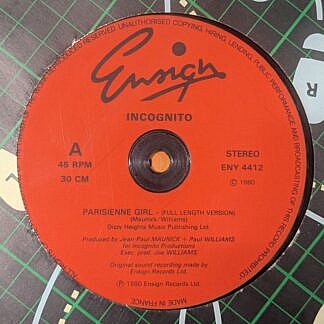 RESERVED. UNAUTHORISED COPYING, HIRING, LENDING, PUBLIC PERFORMANCE AND BROADCASTING OF THIS RECORD PROHIBITED
Ensign
INCOGNITO
A
45 RPM
30 CM
STEREO
ENY 4412
℗ 1980
PARISIENNE GIRL – (FULL LENGTH VERSION)
(Maunick/Williams)
Dizzy Heights Music Publishing Ltd
Produced by Jean-Paul MAUNICK + Paul WILLIAMS
for Incognito Productions
Exec. prod. Joe WILLIAMS
Original sound recording made by
Ensign Records Ltd
℗ 1980 Ensign Records Ltd
MADE IN FRANCE
R